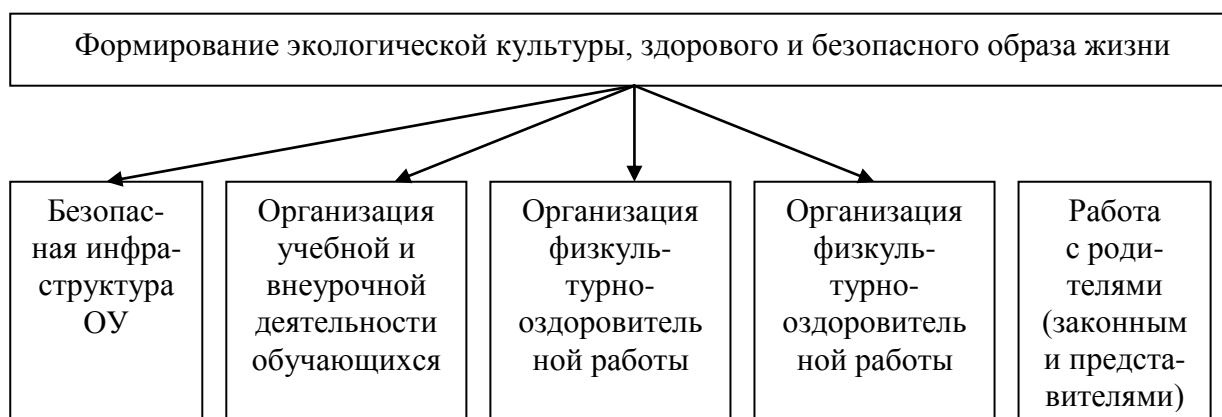 Формирование экологической культуры, здорового и безопасного образа жизни
Безопас-
ная инфра-
структура
ОУ
Организация
учебной и
внеурочной
деятельности
обучающихся
Организация
физкуль-
турно-
оздоровитель
ной работы
Организация
физкуль-
турно-
оздоровитель
ной работы
Работа
с роди-
телями
(законным
и предста-
вителями)